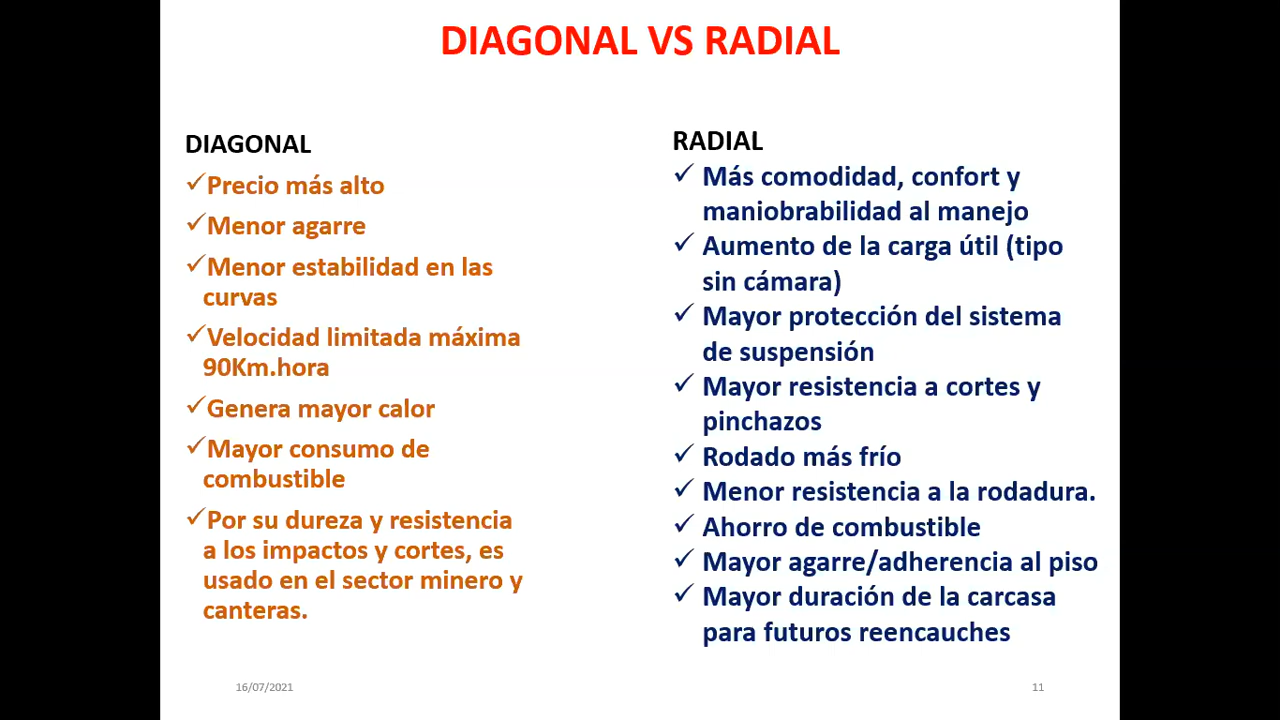 DIAGONAL VS RADIAL
DIAGONAL
✓Precio más alto
✓Menor agarre
✓Menor estabilidad en las
curvas
✓Velocidad limitada máxima
90Km.hora
✓Genera mayor calor
✓Mayor consumo de
combustible
✓Por su dureza y resistencia
a los impactos y cortes, es
usado en el sector minero y
canteras.
RADIAL
✓ Más comodidad, confort y
maniobrabilidad al manejo
✓ Aumento de la carga útil (tipo
sin cámara)
✓ Mayor protección del sistema
de suspensión
✓ Mayor resistencia a cortes y
pinchazos
✓ Rodado más frío
✓ Menor resistencia a la rodadura.
✓ Ahorro de combustible
✓ Mayor agarre/adherencia al piso
✓ Mayor duración de la carcasa
para futuros reencauches
16/07/2021
11